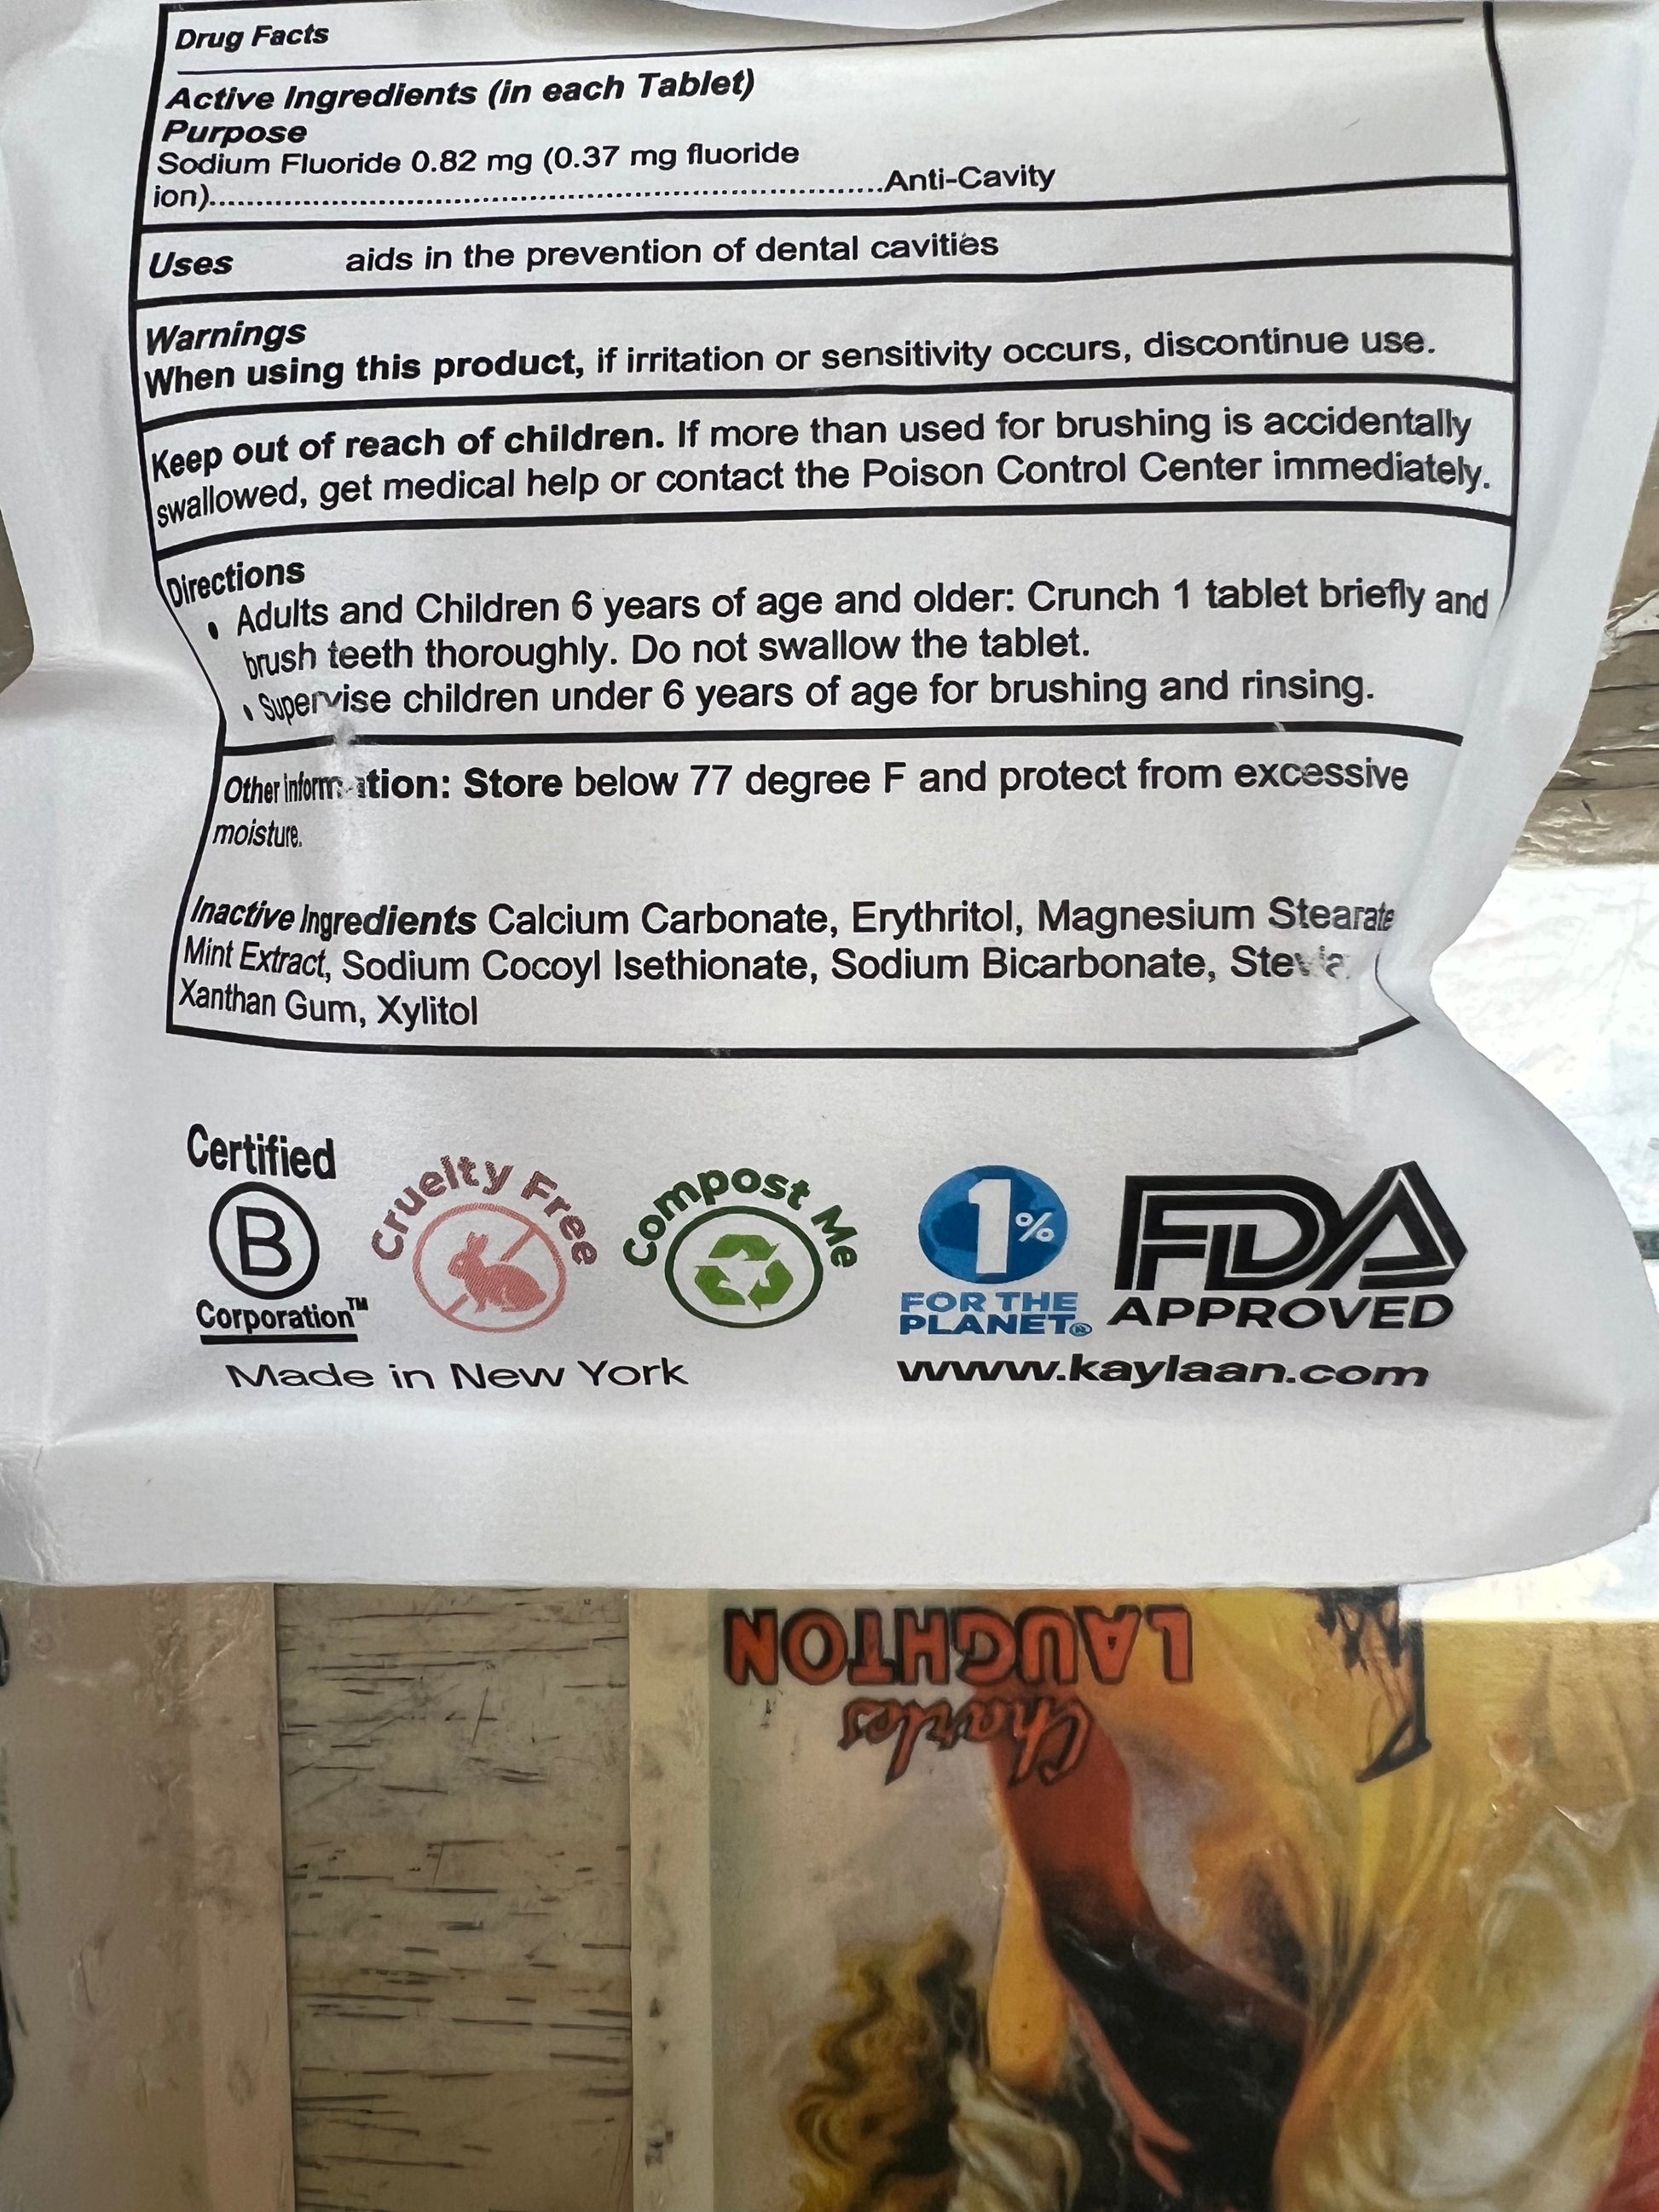 Drug Facts
Active Ingredients (in each Tablet)
Purpose
Sodium Fluoride 0.82 mg (0.37 mg fluoride
ion)..........................................................................Anti-Cavity
Uses aids in the prevention of dental cavities
Warnings
When using this product, if irritation or sensitivity occurs, discontinue use.
Keep out of reach of children. If more than used for brushing is accidentally
swallowed, get medical help or contact the Poison Control Center immediately.
Directions
• Adults and Children 6 years of age and older: Crunch 1 tablet briefly and
brush teeth thoroughly. Do not swallow the tablet.
• Supervise children under 6 years of age for brushing and rinsing.
Other information: Store below 77 degree F and protect from excessive
moisture.
Inactive Ingredients Calcium Carbonate, Erythritol, Magnesium Stearate
Mint Extract, Sodium Cocoyl Isethionate, Sodium Bicarbonate, Stevia
Xanthan Gum, Xylitol
Certified
B
Corporation™
Cruelty Free
Compost Me
1%
FOR THE
PLANET®
FDA
APPROVED
Made in New York
www.kaylaan.com
Charles
LAUGHTON